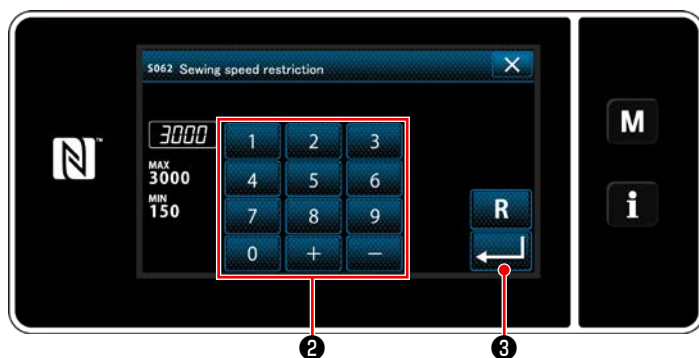 S062 Sewing speed restriction
3000
MAX
3000
MIN
150
1 2 3
4 5 6
7 8 9
0 + −
R
N™
M
i
❷ ❸